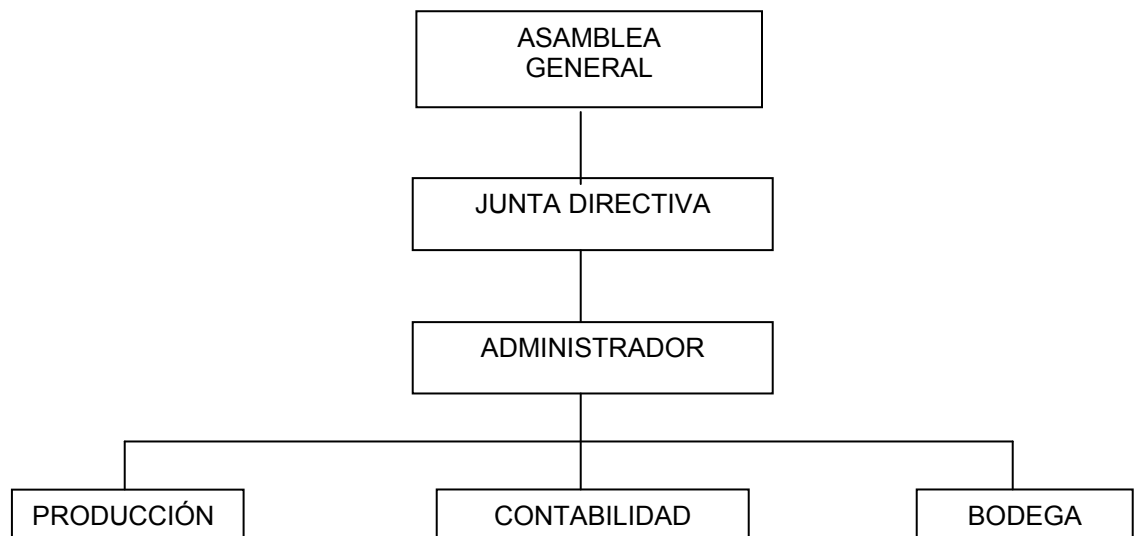 ASAMBLEA
GENERAL
JUNTA DIRECTIVA
ADMINISTRADOR
PRODUCCIÓN
CONTABILIDAD
BODEGA